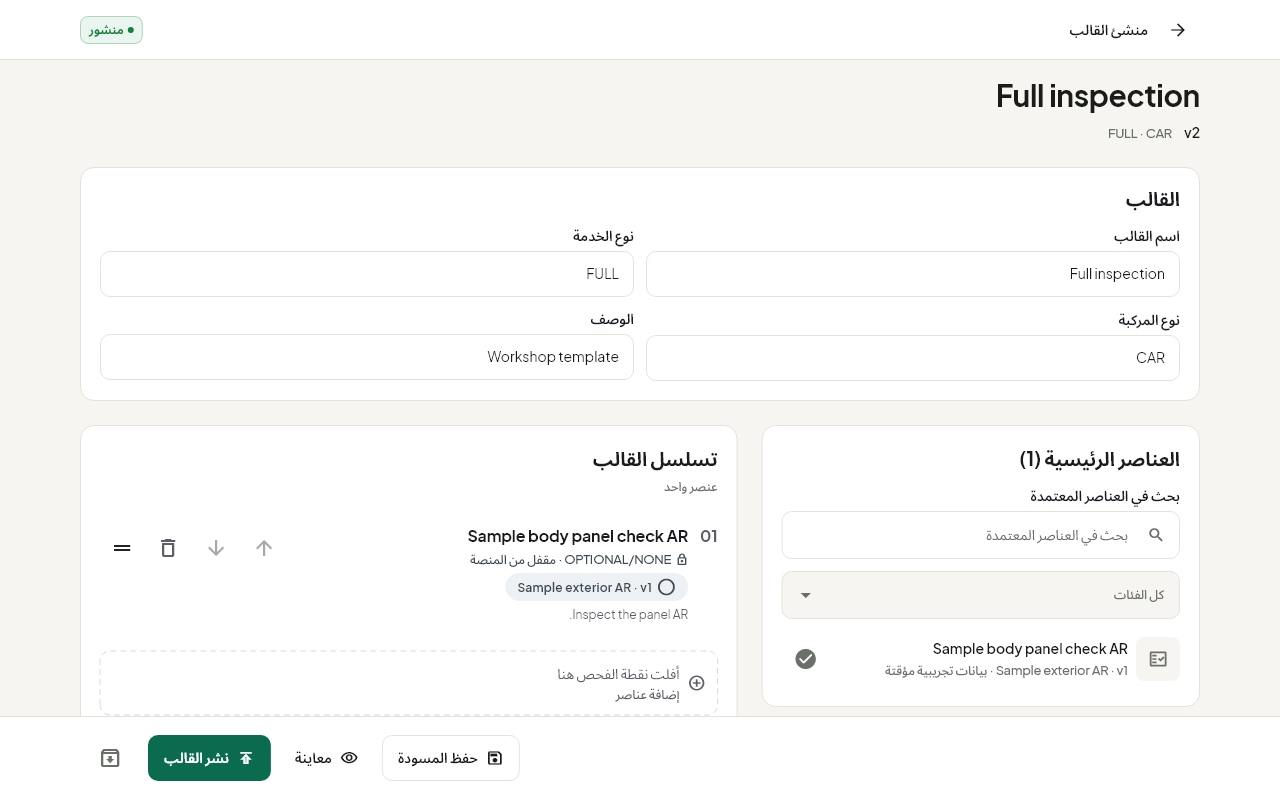 منشئ القالب
منشور
Full inspection
v2 FULL · CAR
القالب
اسم القالب
Full inspection
نوع الخدمة
FULL
نوع المركبة
CAR
الوصف
Workshop template
العناصر الرئيسية (1)
بحث في العناصر المعتمدة
بحث في العناصر المعتمدة
كل الفئات
Sample body panel check AR
Sample exterior AR · v1 · بيانات تجريبية مؤقتة
تسلسل القالب
عنصر واحد
01 Sample body panel check AR
OPTIONAL/NONE · مقفل من المنصة
Sample exterior AR · v1
Inspect the panel AR.
أفلت نقطة الفحص هنا
إضافة عناصر
حفظ المسودة
معاينة
نشر القالب